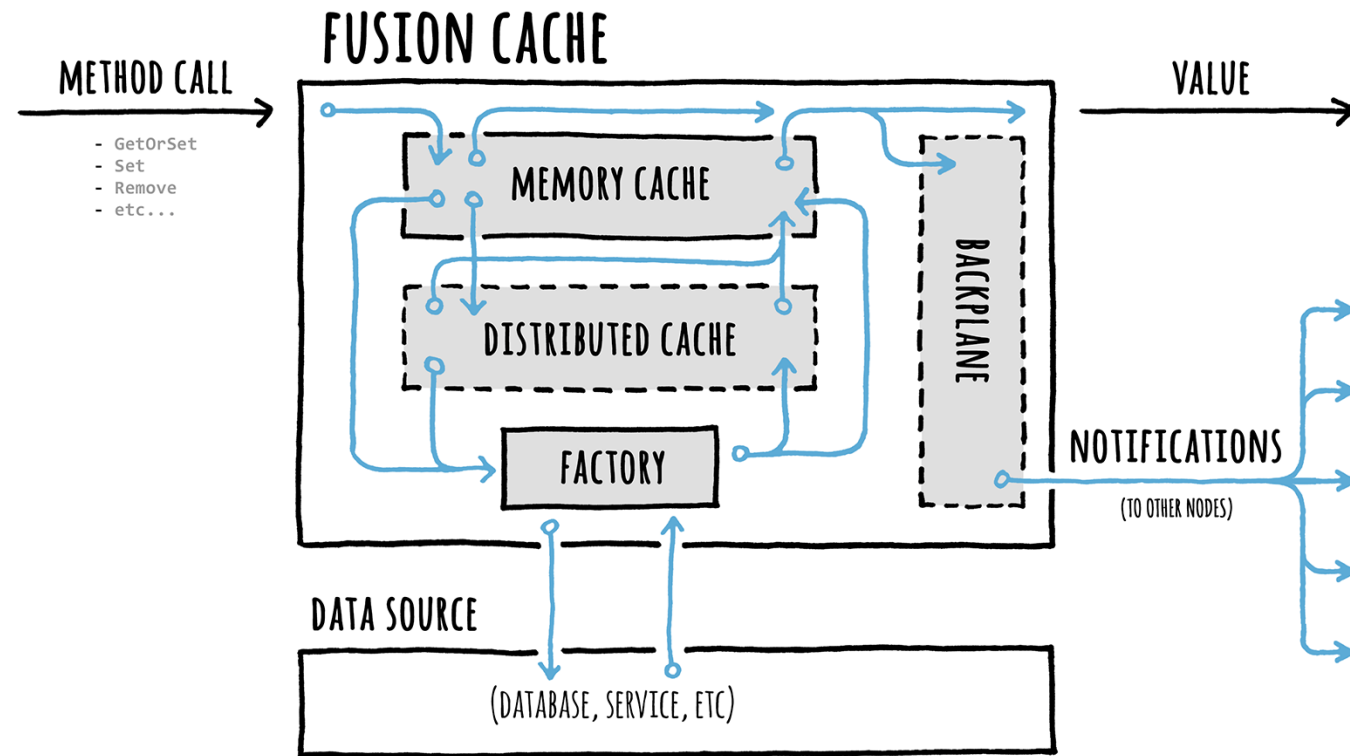 FUSION CACHE
METHOD CALL
- GetOrSet
- Set
- Remove
- etc...
VALUE
MEMORY CACHE
DISTRIBUTED CACHE
FACTORY
BACKPLANE
NOTIFICATIONS
(TO OTHER NODES)
DATA SOURCE
(DATABASE, SERVICE, ETC)